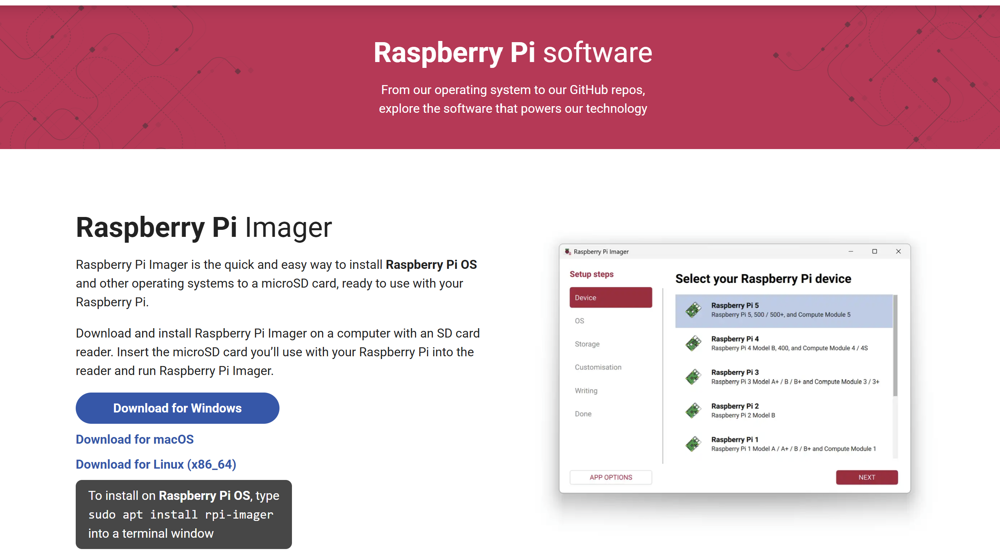 Raspberry Pi software
From our operating system to our GitHub repos,
explore the software that powers our technology
Raspberry Pi Imager
Raspberry Pi Imager is the quick and easy way to install Raspberry Pi OS
and other operating systems to a microSD card, ready to use with your
Raspberry Pi.
Download and install Raspberry Pi Imager on a computer with an SD card
reader. Insert the microSD card you’ll use with your Raspberry Pi into the
reader and run Raspberry Pi Imager.
Download for Windows
Download for macOS
Download for Linux (x86_64)
To install on Raspberry Pi OS, type
sudo apt install rpi-imager
into a terminal window
Raspberry Pi Imager
Setup steps
Device
OS
Storage
Customisation
Writing
Done
APP OPTIONS
Select your Raspberry Pi device
Raspberry Pi 5
Raspberry Pi 5, 500 / 500+, and Compute Module 5
Raspberry Pi 4
Raspberry Pi 4 Model B, 400, and Compute Module 4 / 4S
Raspberry Pi 3
Raspberry Pi 3 Model A+ / B / B+ and Compute Module 3 / 3+
Raspberry Pi 2
Raspberry Pi 2 Model B
Raspberry Pi 1
Raspberry Pi 1 Model A / A+ / B / B+ and Compute Module 1
NEXT